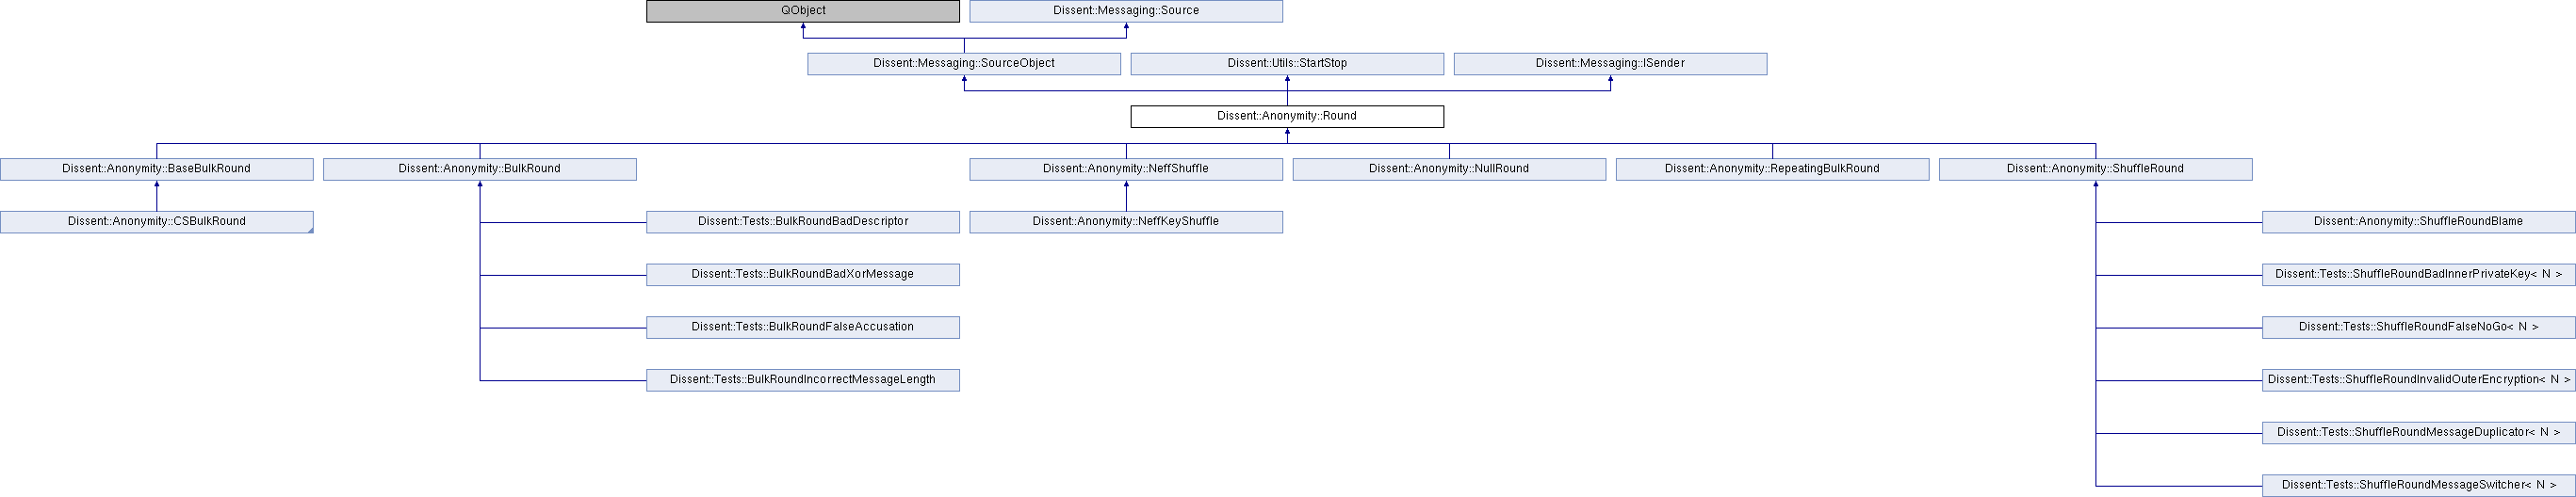 QObject
Dissent::Messaging::Source
Dissent::Messaging::SourceObject
Dissent::Utils::StartStop
Dissent::Messaging::ISender
Dissent::Anonymity::Round
Dissent::Anonymity::BaseBulkRound
Dissent::Anonymity::BulkRound
Dissent::Anonymity::NeffShuffle
Dissent::Anonymity::NullRound
Dissent::Anonymity::RepeatingBulkRound
Dissent::Anonymity::ShuffleRound
Dissent::Anonymity::CSBulkRound
Dissent::Tests::BulkRoundBadDescriptor
Dissent::Anonymity::NeffKeyShuffle
Dissent::Anonymity::ShuffleRoundBlame
Dissent::Tests::BulkRoundBadXorMessage
Dissent::Tests::ShuffleRoundBadInnerPrivateKey< N >
Dissent::Tests::BulkRoundFalseAccusation
Dissent::Tests::ShuffleRoundFalseNoGo< N >
Dissent::Tests::BulkRoundIncorrectMessageLength
Dissent::Tests::ShuffleRoundInvalidOuterEncryption< N >
Dissent::Tests::ShuffleRoundMessageDuplicator< N >
Dissent::Tests::ShuffleRoundMessageSwitcher< N >